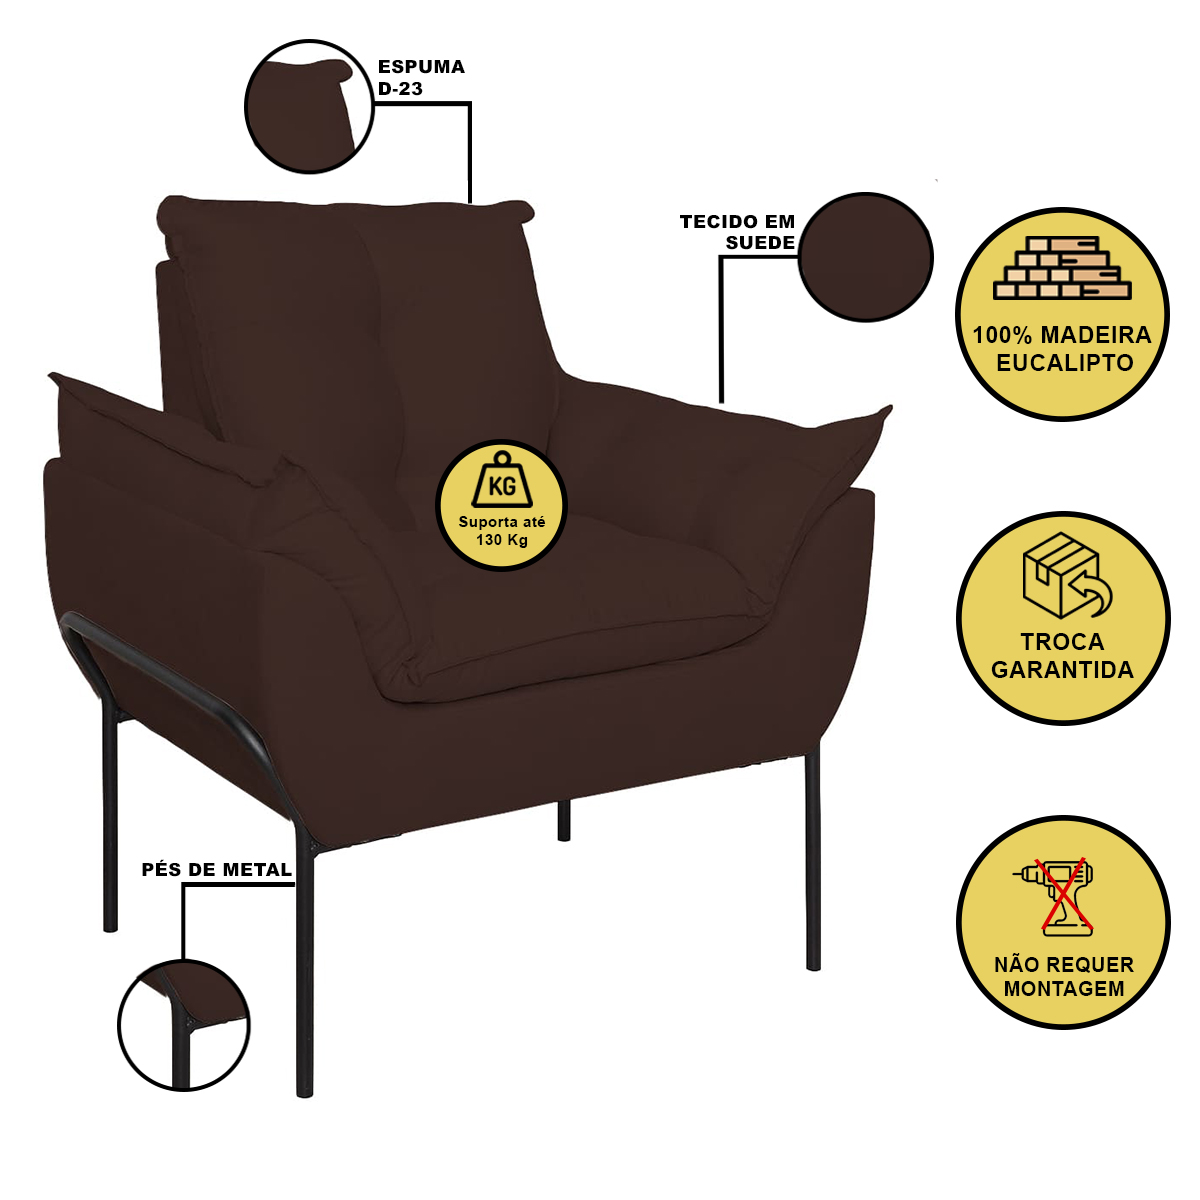 ESPUMA
D-23
TECIDO EM
SUEDE
100% MADEIRA
EUCALIPTO
KG
Suporta até
130 Kg
TROCA
GARANTIDA
PÉS DE METAL
NÃO REQUER
MONTAGEM